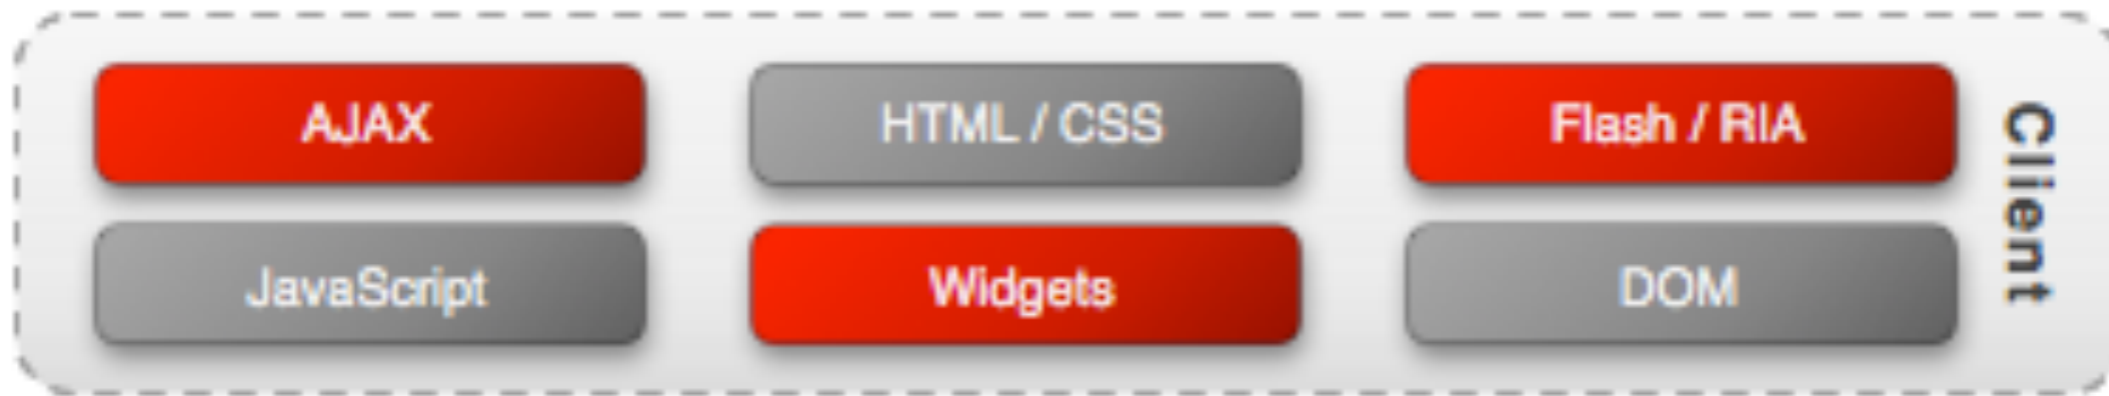 AJAX
HTML / CSS
Flash / RIA
JavaScript
Widgets
DOM
Client